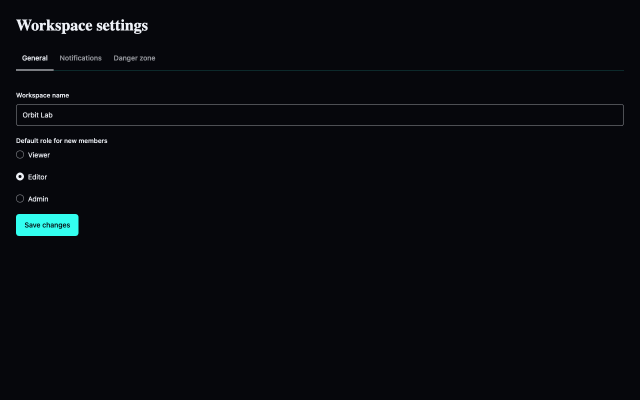 Workspace settings
General Notifications Danger zone
Workspace name
Orbit Lab
Default role for new members
Viewer
Editor
Admin
Save changes